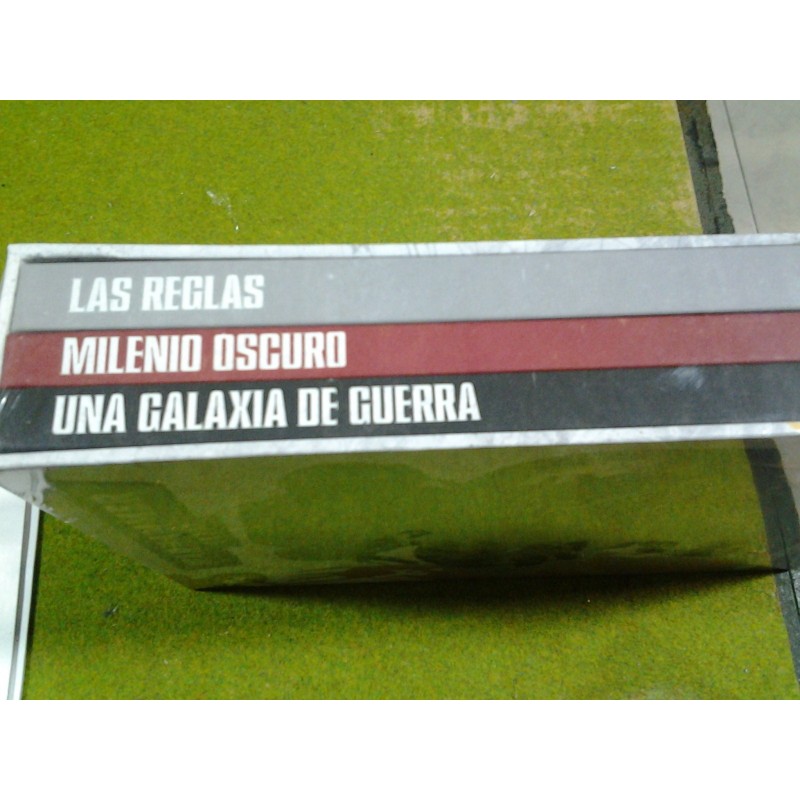 LAS REGLAS
MILENIO OSCURO
UNA GALAXIA DE GUERRA